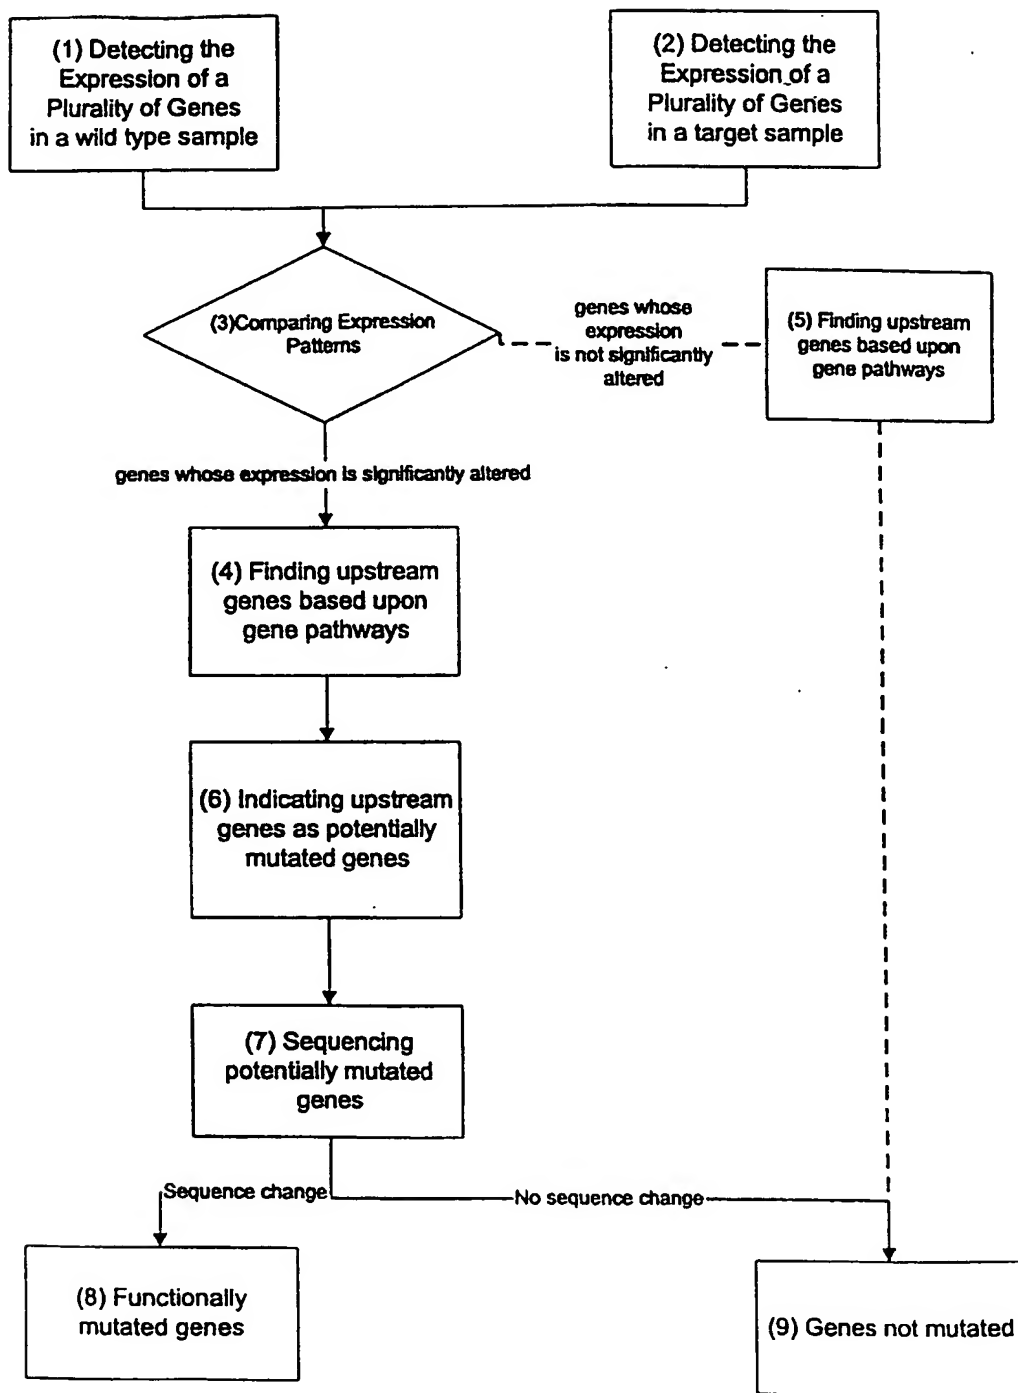 (1) Detecting the
Expression of a
Plurality of Genes
in a wild type sample
(2) Detecting the
Expression of a
Plurality of Genes
in a target sample
(3)Comparing Expression
Patterns
genes whose
expression
is not significantly
altered
(5) Finding upstream
genes based upon
gene pathways
genes whose expression is significantly altered
(4) Finding upstream
genes based upon
gene pathways
(6) Indicating upstream
genes as potentially
mutated genes
(7) Sequencing
potentially mutated
genes
Sequence change
No sequence change
(8) Functionally
mutated genes
(9) Genes not mutated